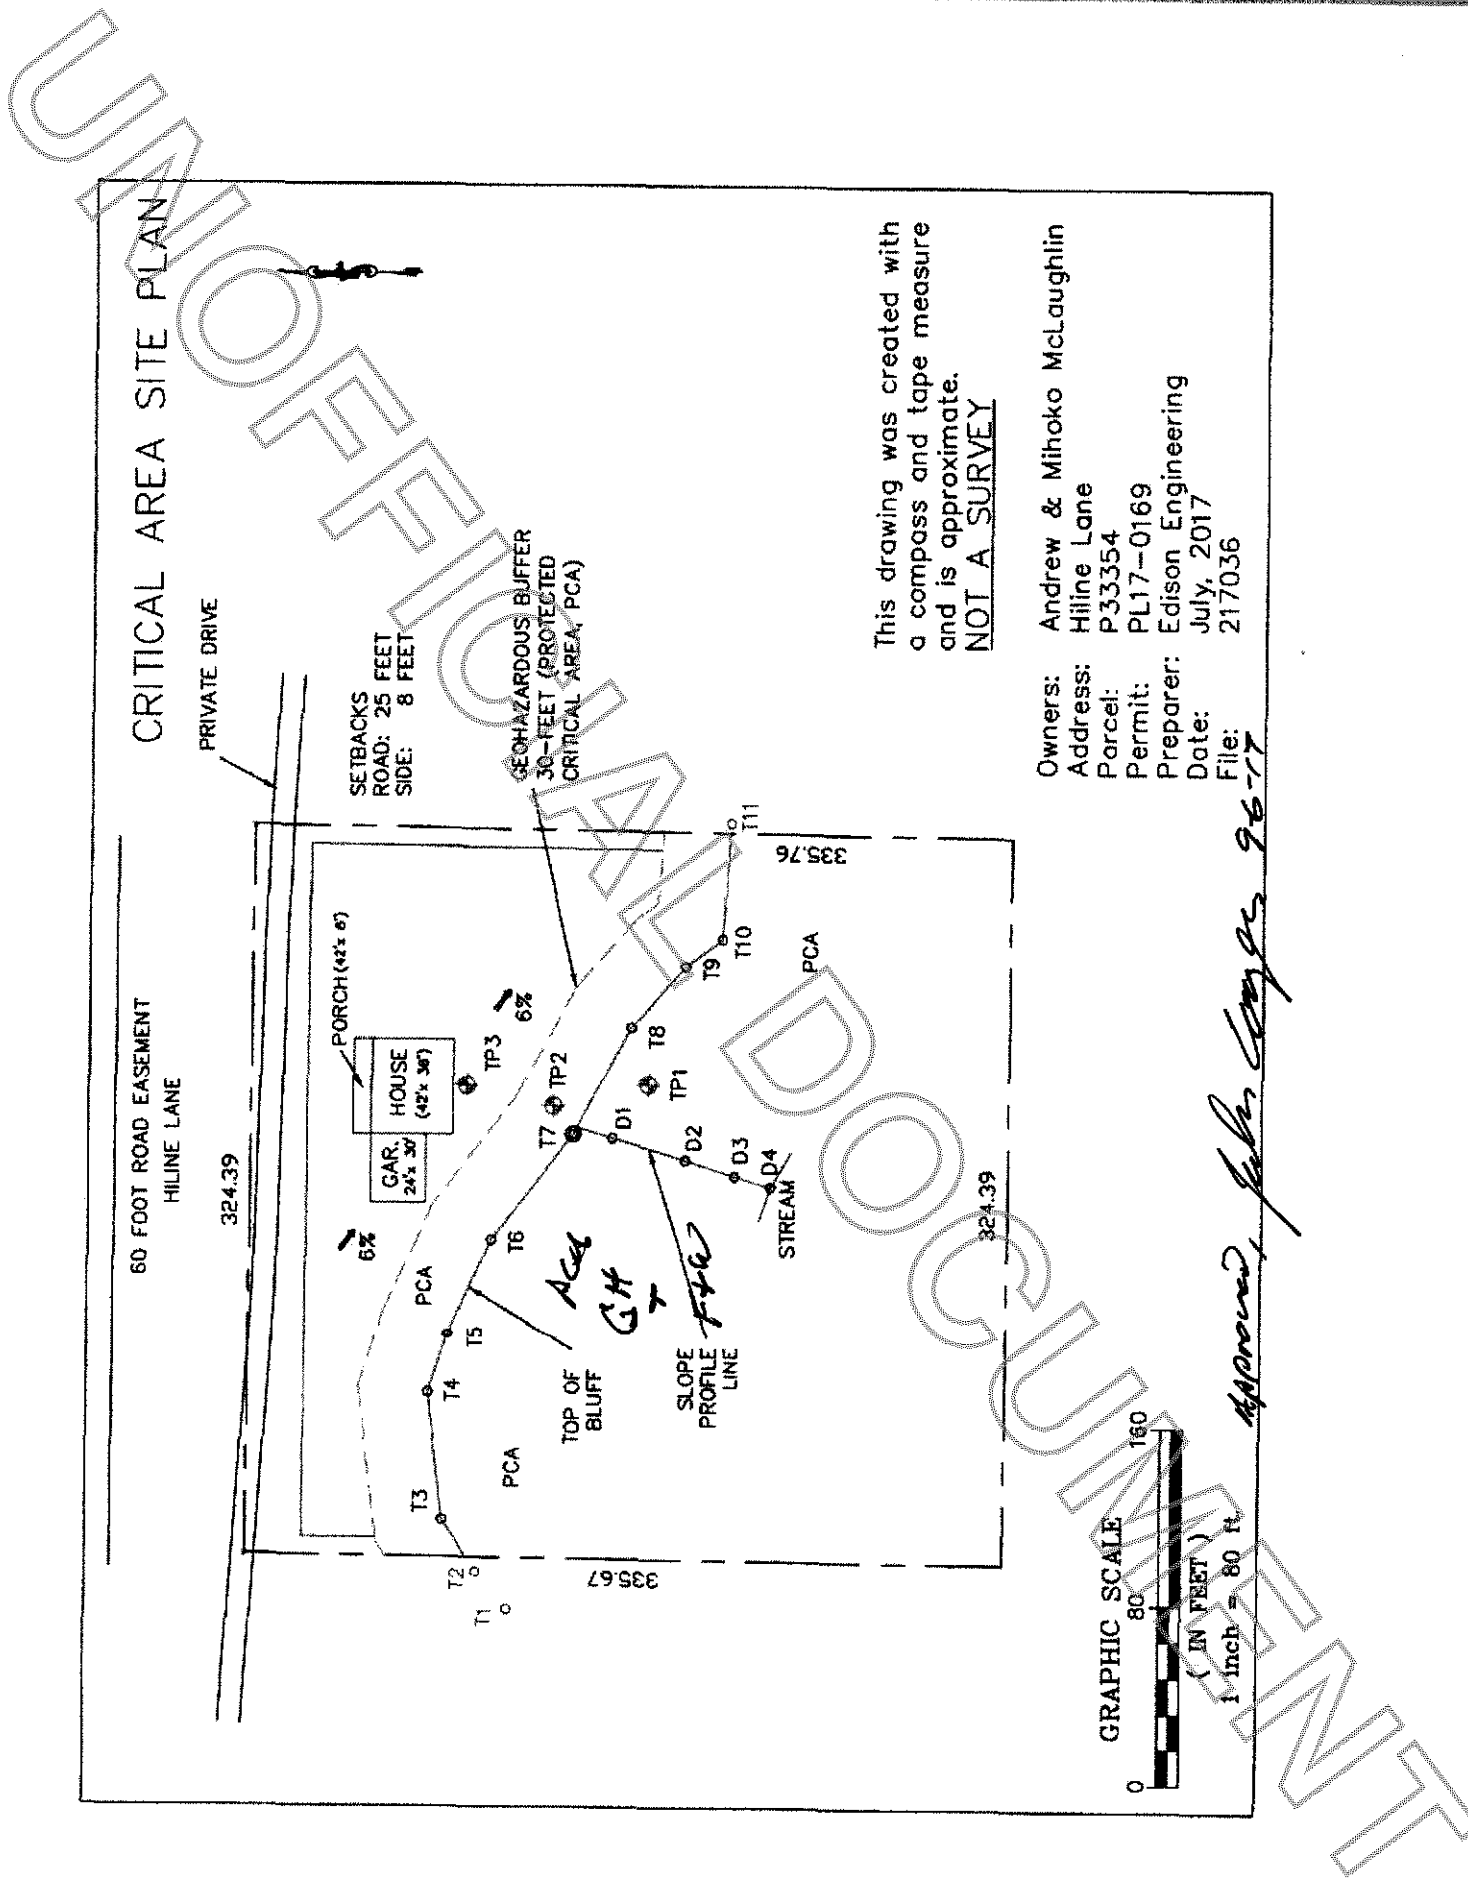 UNOFFICIAL DOCUMENT
CRITICAL AREA SITE PLAN
60 FOOT ROAD EASEMENT
HILINE LANE
324.39
PRIVATE DRIVE
SETBACKS
ROAD: 25 FEET
SIDE: 8 FEET
GEOHAZARDOUS BUFFER
30-FEET (PROTECTED
CRITICAL AREA, PCA)
PORCH (42'x 6')
GAR.
24'x 30'
HOUSE
(42'x 38')
6%
6%
TP3
TP2
TP1
PCA
PCA
PCA
T1
T2
T3
T4
T5
T6
T7
T8
T9
T10
T11
D1
D2
D3
D4
STREAM
TOP OF
BLUFF
SLOPE
PROFILE
LINE
GH
335.67
335.76
324.39
This drawing was created with
a compass and tape measure
and is approximate.
NOT A SURVEY
Owners: Andrew & Mihoko McLaughlin
Address: Hiline Lane
Parcel: P33354
Permit: PL17-0169
Preparer: Edison Engineering
Date: July, 2017
File: 217036
GRAPHIC SCALE
0 80 160
( IN FEET )
1 inch = 80 ft.
Approved, John